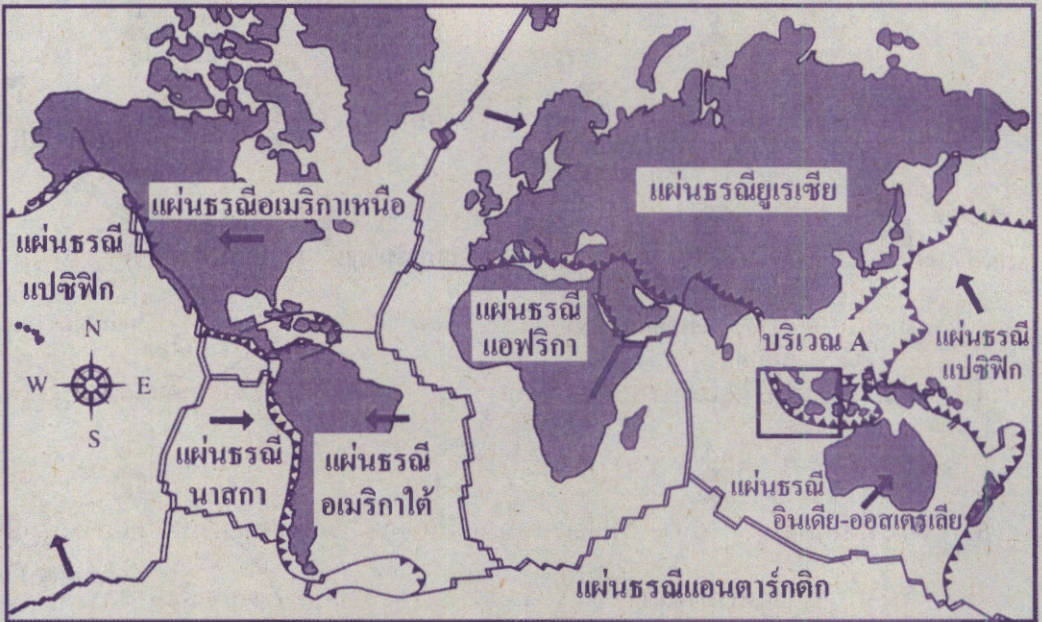 แผ่นธรณีอเมริกาเหนือ
แผ่นธรณียูเรเซีย
แผ่นธรณี
แปซิฟิก
แผ่นธรณี
แอฟริกา
บริเวณ A
แผ่นธรณี
แปซิฟิก
N
W
E
S
แผ่นธรณี
นาสกา
แผ่นธรณี
อเมริกาใต้
แผ่นธรณี
อินเดีย-ออสเตรเลีย
แผ่นธรณีแอนตาร์กติก